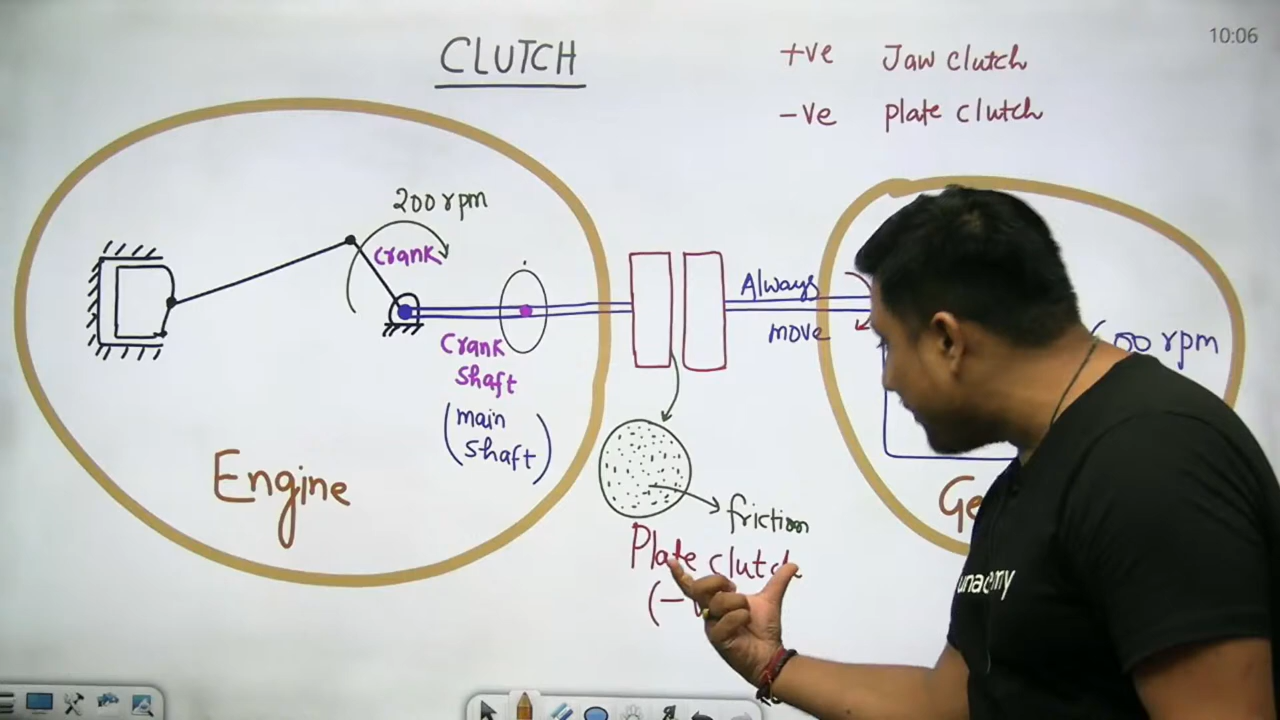 10:06
CLUTCH
+ve Jaw clutch
-ve plate clutch
200 rpm
crank
Crank
shaft
(main
shaft)
Always
move
rpm
Engine
friction
Plate clutch
unacademy